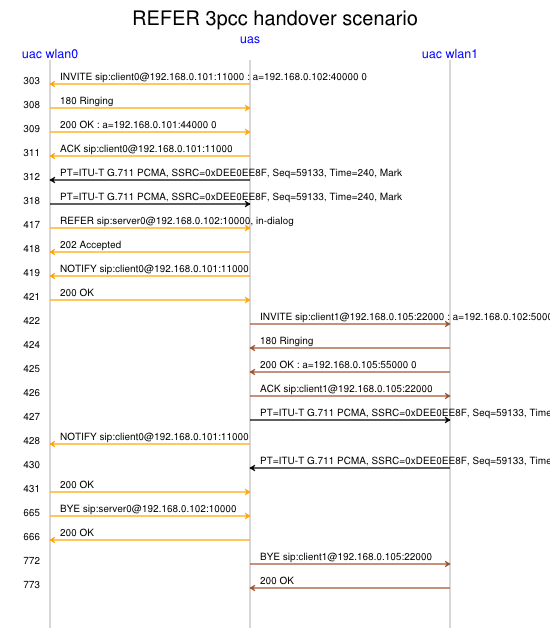 REFER 3pcc handover scenario
uas
uac wlan0 uac wlan1
303 INVITE sip:client0@192.168.0.101:11000 : a=192.168.0.102:40000 0
308 180 Ringing
309 200 OK : a=192.168.0.101:44000 0
311 ACK sip:client0@192.168.0.101:11000
312 PT=ITU-T G.711 PCMA, SSRC=0xDEE0EE8F, Seq=59133, Time=240, Mark
318 PT=ITU-T G.711 PCMA, SSRC=0xDEE0EE8F, Seq=59133, Time=240, Mark
417 REFER sip:server0@192.168.0.102:10000, in-dialog
418 202 Accepted
419 NOTIFY sip:client0@192.168.0.101:11000
421 200 OK
422 INVITE sip:client1@192.168.0.105:22000 : a=192.168.0.102:500
424 180 Ringing
425 200 OK : a=192.168.0.105:55000 0
426 ACK sip:client1@192.168.0.105:22000
427 PT=ITU-T G.711 PCMA, SSRC=0xDEE0EE8F, Seq=59133, Time
428 NOTIFY sip:client0@192.168.0.101:11000
430 PT=ITU-T G.711 PCMA, SSRC=0xDEE0EE8F, Seq=59133, Time
431 200 OK
665 BYE sip:server0@192.168.0.102:10000
666 200 OK
772 BYE sip:client1@192.168.0.105:22000
773 200 OK